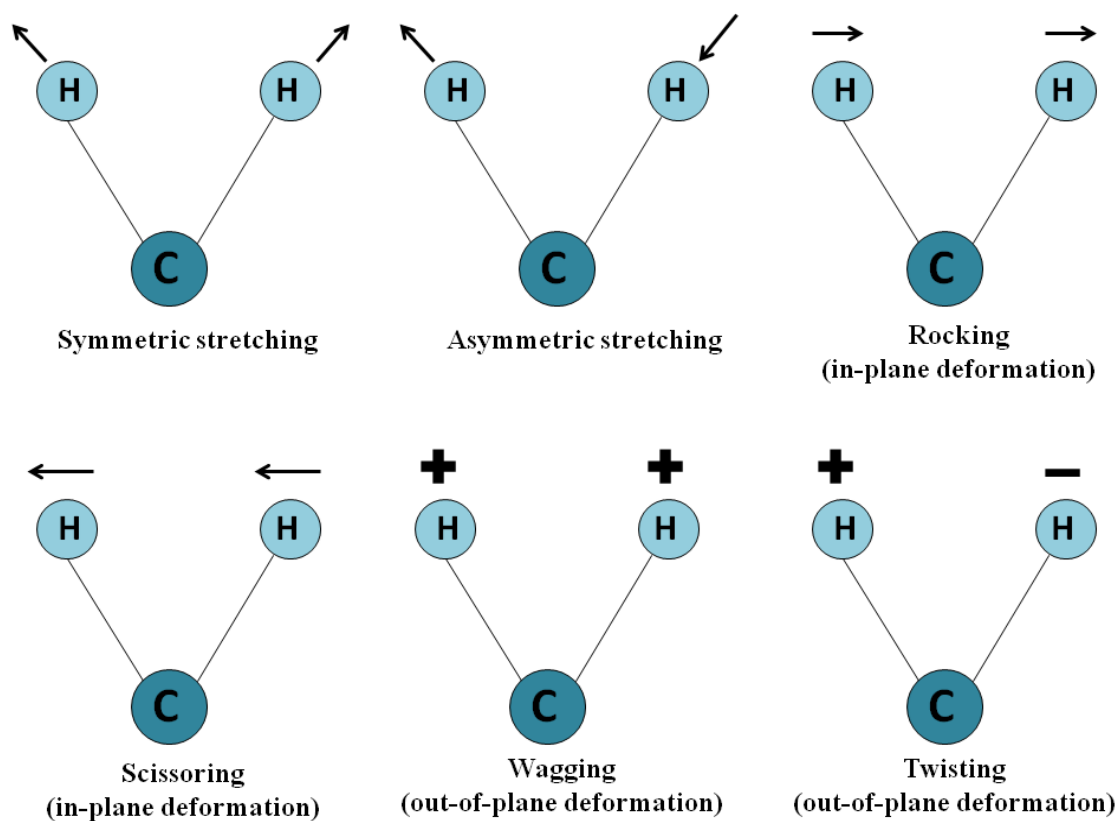 H H H H H H
C C C
Symmetric stretching
Asymmetric stretching
Rocking
(in-plane deformation)
+ + + −
H H H H H H
C C C
Scissoring
(in-plane deformation)
Wagging
(out-of-plane deformation)
Twisting
(out-of-plane deformation)